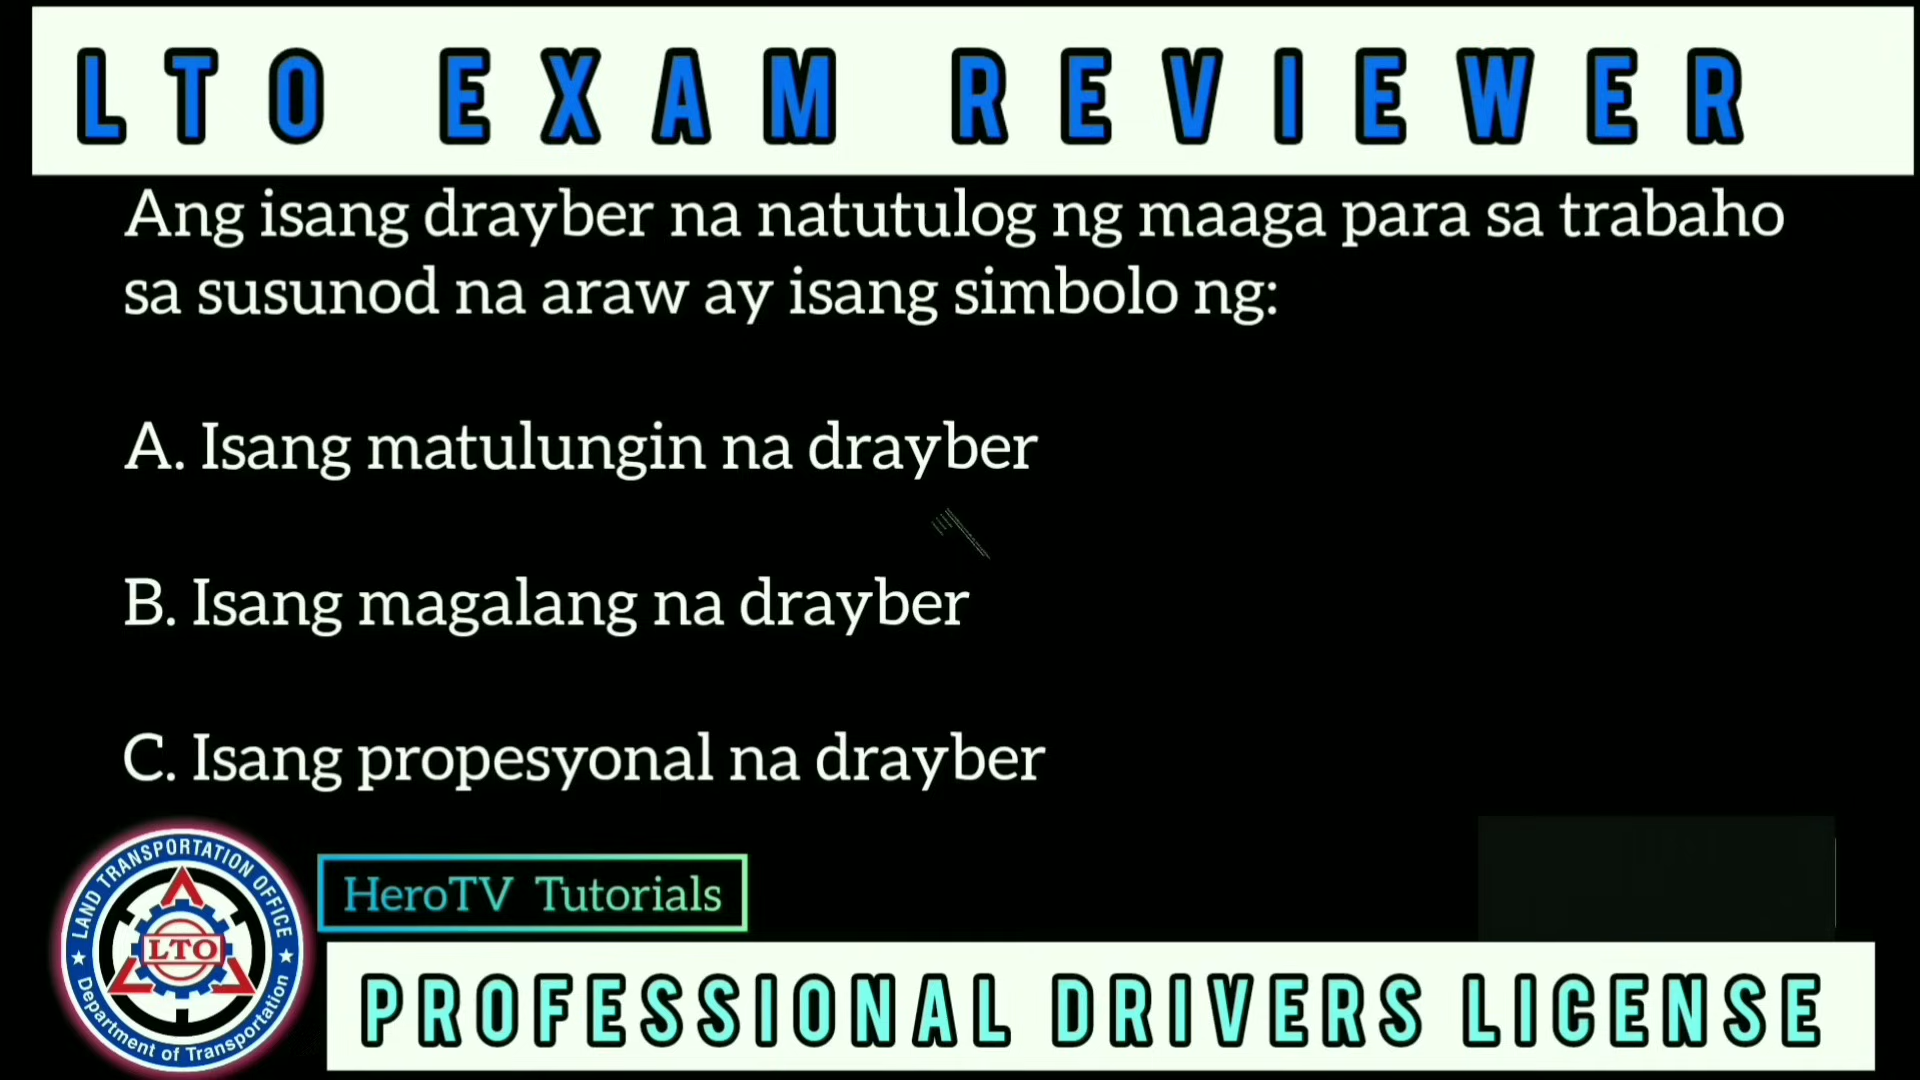 LTO EXAM REVIEWER
Ang isang drayber na natutulog ng maaga para sa trabaho
sa susunod na araw ay isang simbolo ng:
A. Isang matulungin na drayber
B. Isang magalang na drayber
C. Isang propesyonal na drayber
LAND TRANSPORTATION OFFICE
LTO
Department of Transportation
HeroTV Tutorials
PROFESSIONAL DRIVERS LICENSE